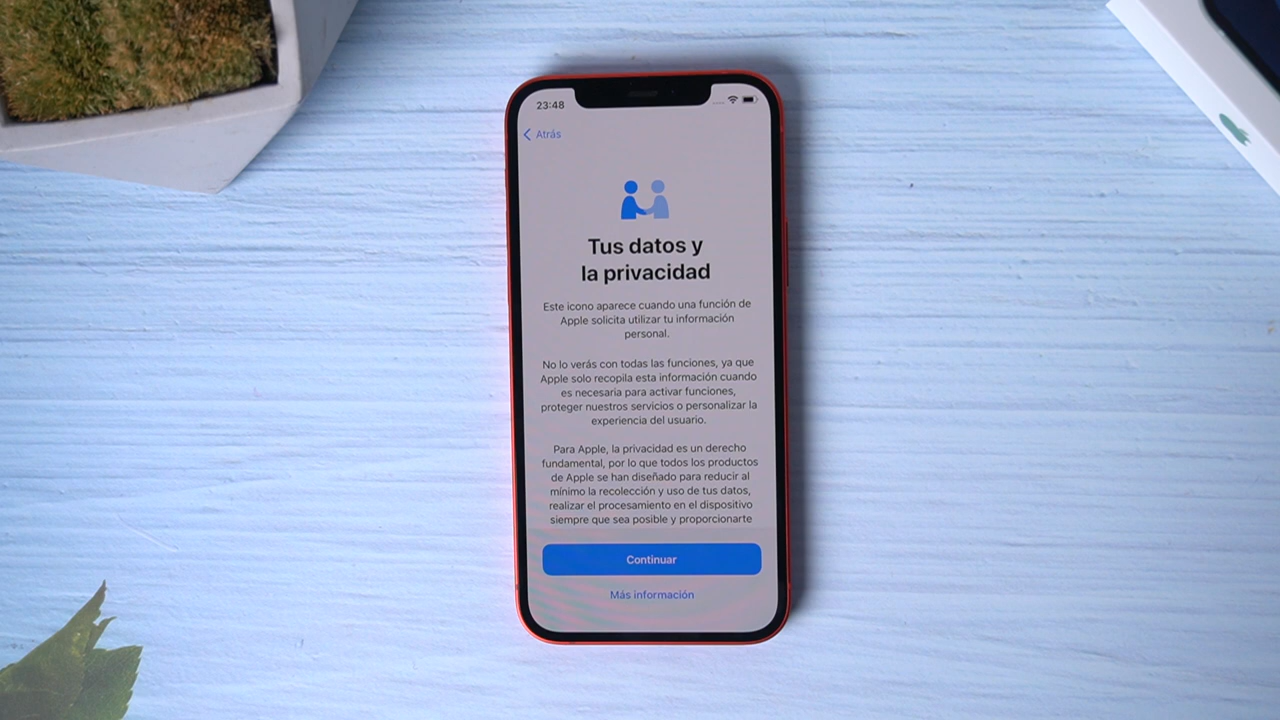 23:48
Atrás
Tus datos y
la privacidad
Este icono aparece cuando una función de
Apple solicita utilizar tu información
personal.
No lo verás con todas las funciones, ya que
Apple solo recopila esta información cuando
es necesaria para activar funciones,
proteger nuestros servicios o personalizar la
experiencia del usuario.
Para Apple, la privacidad es un derecho
fundamental, por lo que todos los productos
de Apple se han diseñado para reducir al
mínimo la recolección y uso de tus datos,
realizar el procesamiento en el dispositivo
siempre que sea posible y proporcionarte
Continuar
Más información